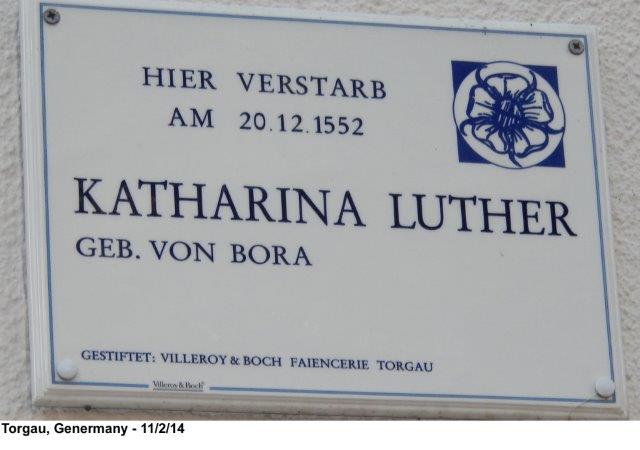 HIER VERSTARB
AM 20.12.1552
KATHARINA LUTHER
GEB. VON BORA
GESTIFTET: VILLEROY & BOCH FAIENCERIE TORGAU
Villeroy & Boch
Torgau, Genermany - 11/2/14